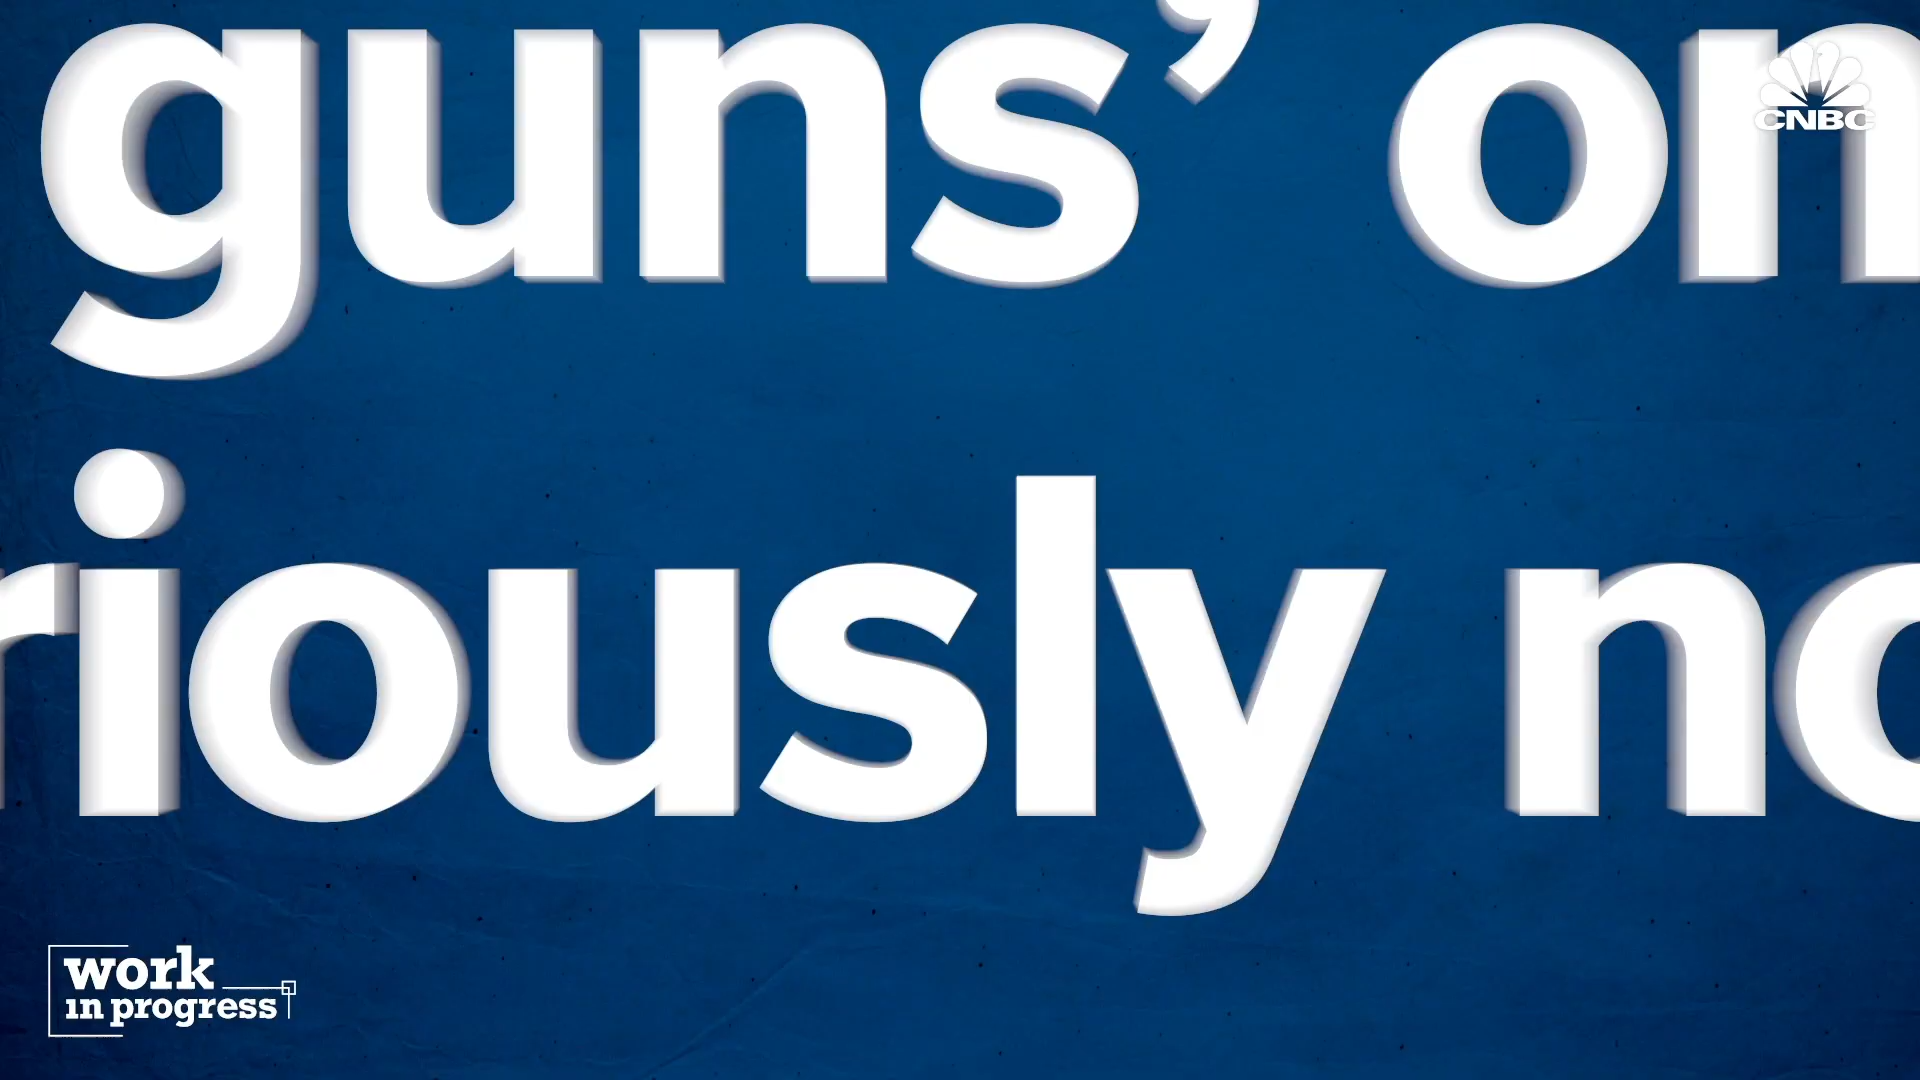 guns’ on
CNBC
riously no
work
in progress